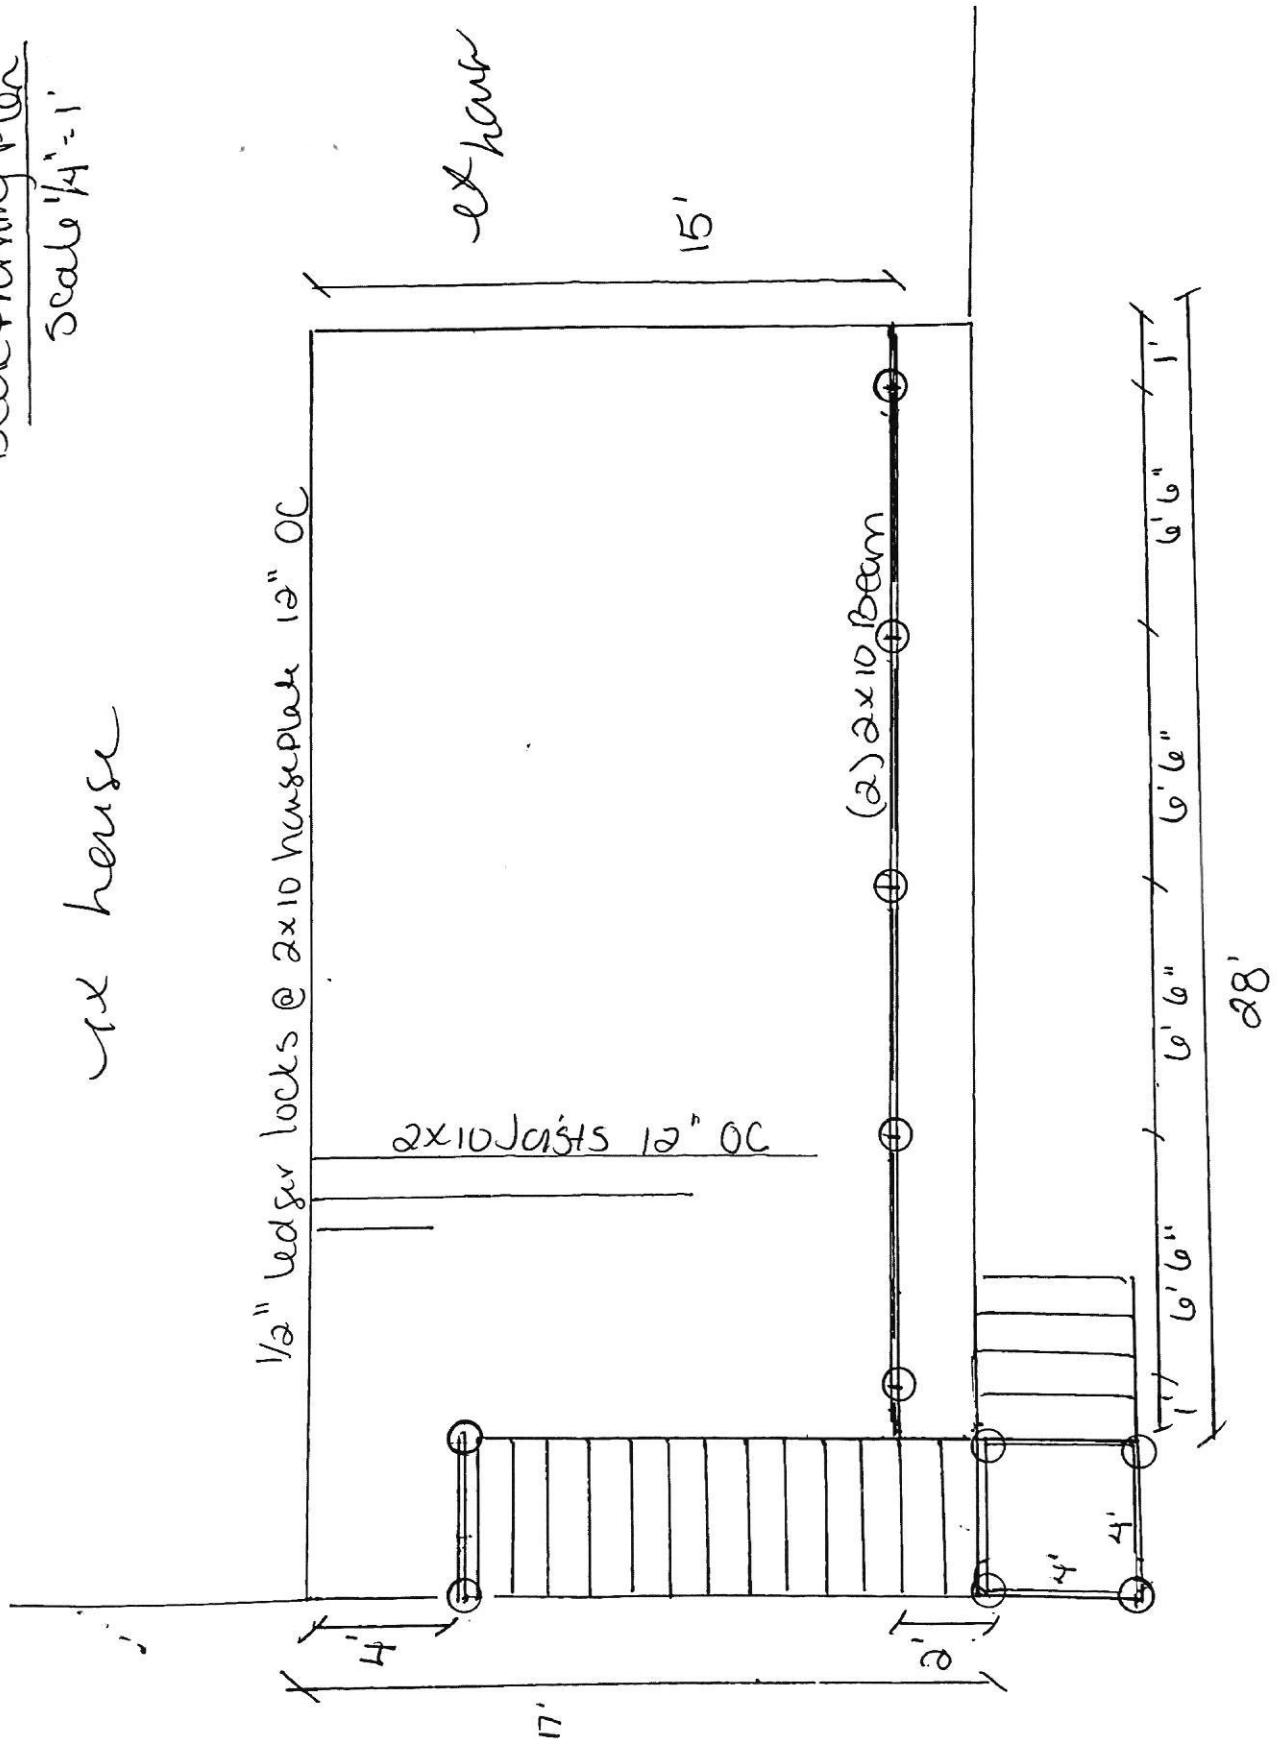 Scale 1/4" = 1'
ex house
ex house
15'
1/2" Ledger Locks @ 2x10 houseplate 12" OC
2x10 Joists 12" OC
(2) 2x10 Beam
4'
17'
2'
4'
4'
1'
6' 6"
6' 6"
6' 6"
6' 6"
1'
28'